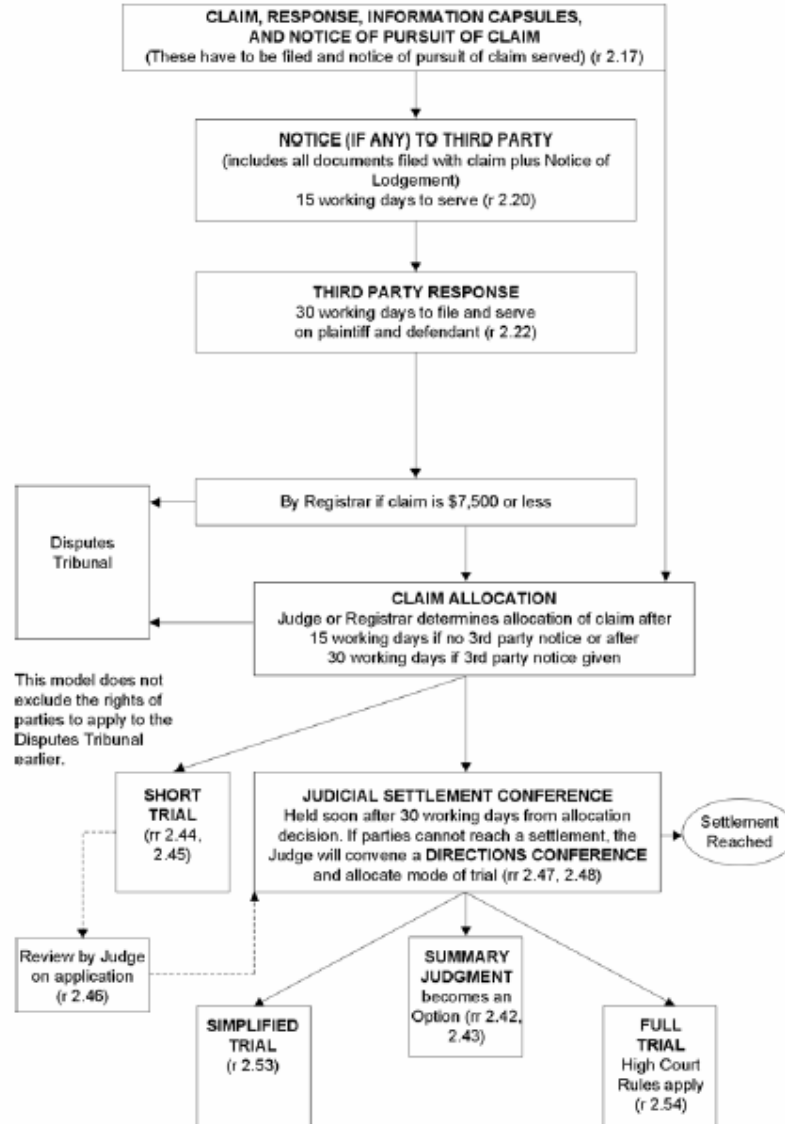 CLAIM, RESPONSE, INFORMATION CAPSULES,
AND NOTICE OF PURSUIT OF CLAIM
(These have to be filed and notice of pursuit of claim served) (r 2.17)
NOTICE (IF ANY) TO THIRD PARTY
(includes all documents filed with claim plus Notice of
Lodgement)
15 working days to serve (r 2.20)
THIRD PARTY RESPONSE
30 working days to file and serve
on plaintiff and defendant (r 2.22)
By Registrar if claim is $7,500 or less
Disputes
Tribunal
CLAIM ALLOCATION
Judge or Registrar determines allocation of claim after
15 working days if no 3rd party notice or after
30 working days if 3rd party notice given
This model does not
exclude the rights of
parties to apply to the
Disputes Tribunal
earlier.
SHORT
TRIAL
(rr 2.44,
2.45)
JUDICIAL SETTLEMENT CONFERENCE
Held soon after 30 working days from allocation
decision. If parties cannot reach a settlement, the
Judge will convene a DIRECTIONS CONFERENCE
and allocate mode of trial (rr 2.47, 2.48)
Settlement
Reached
Review by Judge
on application
(r 2.46)
SUMMARY
JUDGMENT
becomes an
Option (rr 2.42,
2.43)
SIMPLIFIED
TRIAL
(r 2.53)
FULL
TRIAL
High Court
Rules apply
(r 2.54)